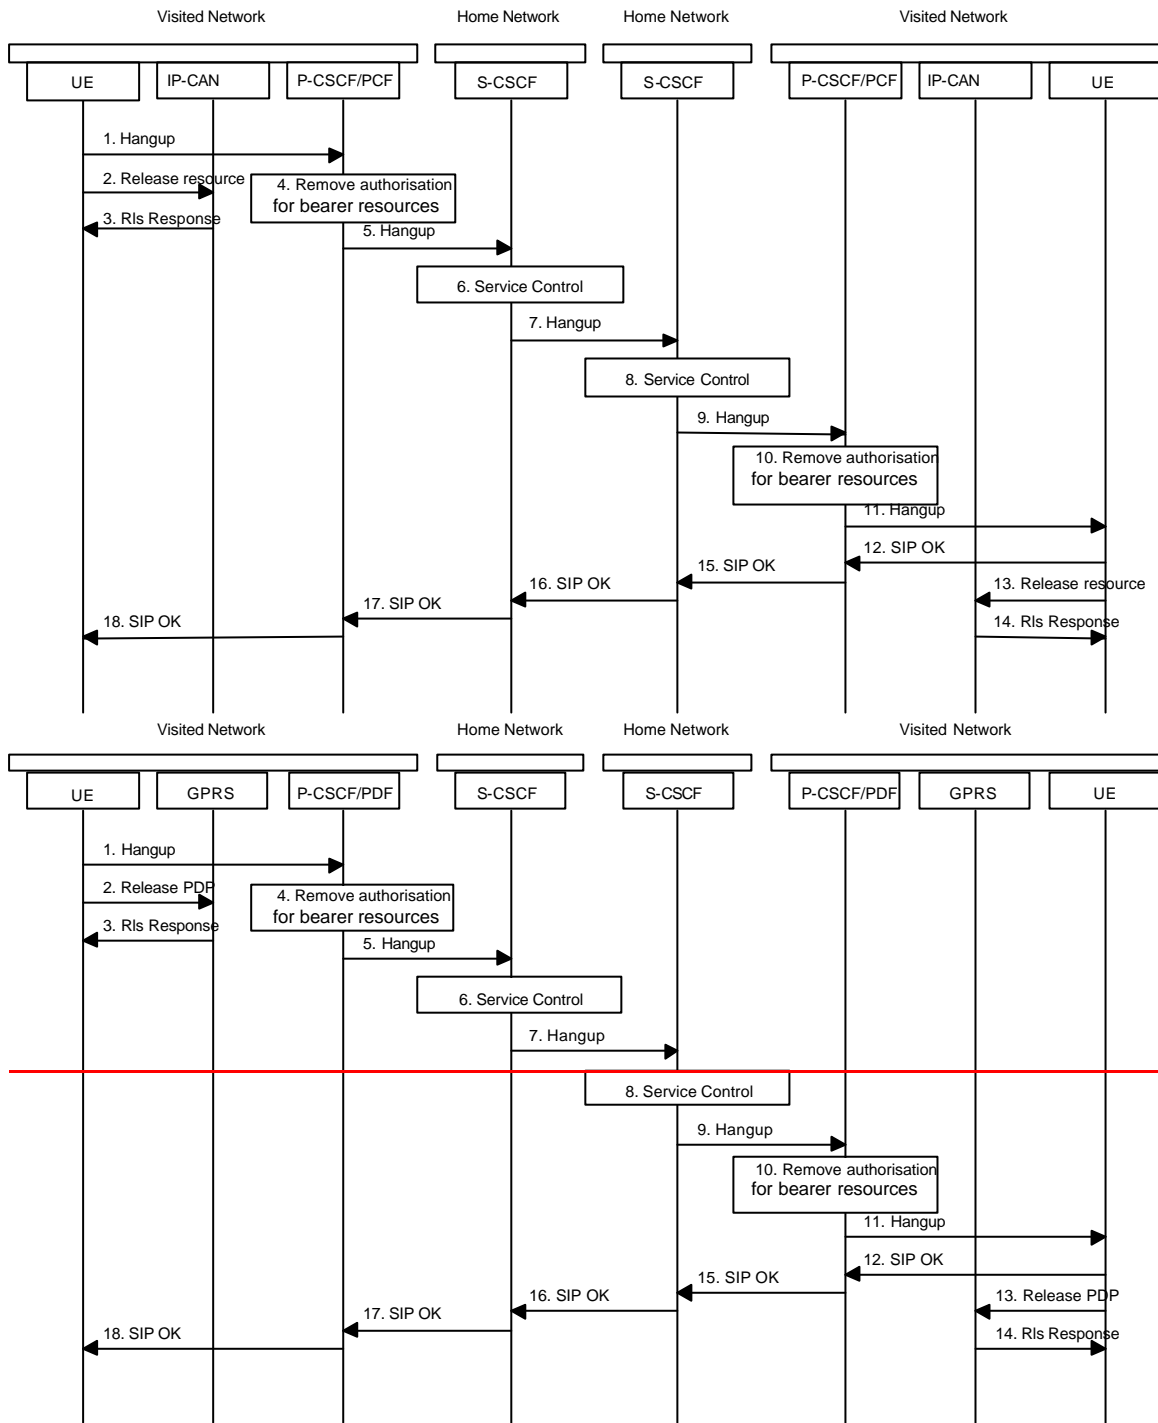 Visited Network Home Network Home Network Visited Network
UE IP-CAN P-CSCF/PCF S-CSCF S-CSCF P-CSCF/PCF IP-CAN UE
1. Hangup
2. Release resource
4. Remove authorisation
for bearer resources
3. Rls Response
5. Hangup
6. Service Control
7. Hangup
8. Service Control
9. Hangup
10. Remove authorisation
for bearer resources
11. Hangup
12. SIP OK
15. SIP OK
16. SIP OK
13. Release resource
17. SIP OK
18. SIP OK
14. Rls Response
Visited Network Home Network Home Network Visited Network
UE GPRS P-CSCF/PDF S-CSCF S-CSCF P-CSCF/PDF GPRS UE
1. Hangup
2. Release PDP
4. Remove authorisation
for bearer resources
3. Rls Response
5. Hangup
6. Service Control
7. Hangup
8. Service Control
9. Hangup
10. Remove authorisation
for bearer resources
11. Hangup
12. SIP OK
15. SIP OK
16. SIP OK
13. Release PDP
17. SIP OK
18. SIP OK
14. Rls Response